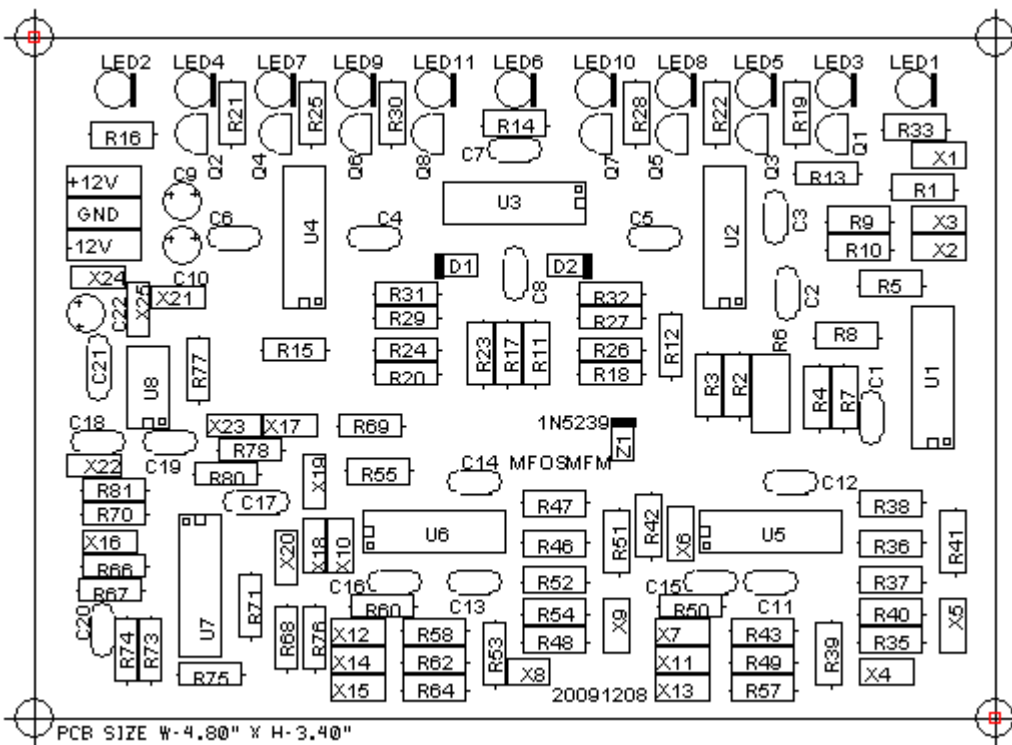 LED2 LED4 LED7 LED9 LED11 LED6 LED10 LED8 LED5 LED3 LED1
R21 R25 R30 R28 R22 R19
R16 R14 R33
Q2 Q4 Q6 Q8 C7 Q7 Q5 Q3 Q1 X1
+12V C9 R13 R1
GND C6 U4 C4 U3 C5 U2 C3 R9 X3
-12V R10 X2
X24 C10 D1 C8 D2 R5
X25 X21 R31 R32 C2
C22 R29 R27 R6 R8
C21 U8 R77 R15 R24 R23 R17 R11 R26 R12 U1
R20 R18 R3 R2 R4 R7 C1
C18 X23 X17 R69 1N5239
C19 R78 Z1
X22 R80 X19 R55 C14 MFOSMFM C12
R81 C17 R47 R38
R70 R42
X16 X20 X18 X10 U6 R46 R51 X6 U5 R36 R41
R66 C16 R52 C15 R37
R67 R71 R60 C13 R50 C11
C20 U7 R54 X9 R40 X5
R74 R73 R68 R76 X12 R58 R53 R48 X7 R43 R39 R35
R75 X14 R62 X8 X11 R49 X4
X15 R64 20091208 X13 R57
PCB SIZE W-4.80" X H-3.40"